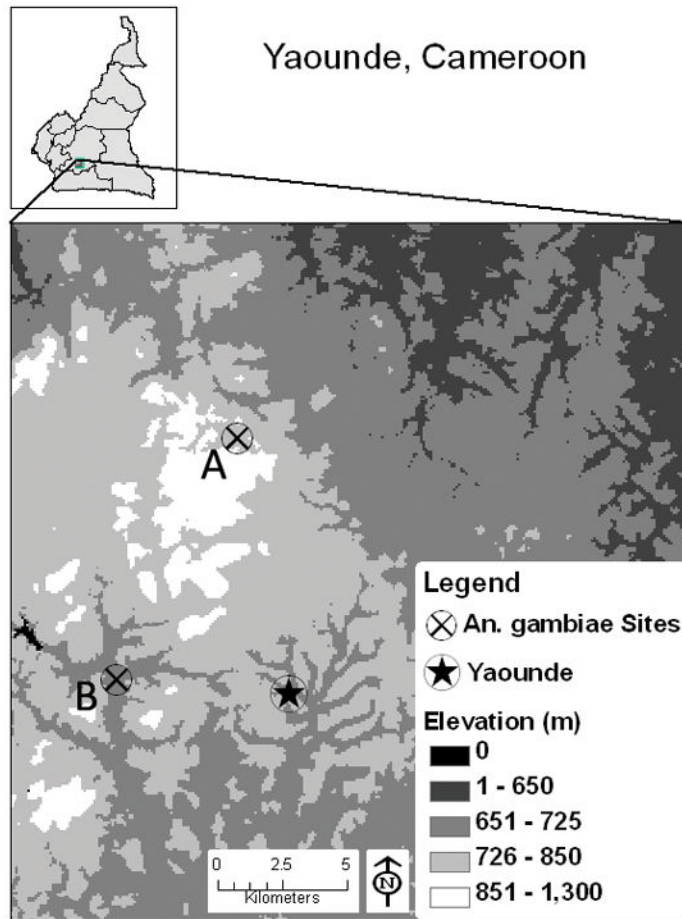 Yaounde, Cameroon
A
B
Legend
An. gambiae Sites
Yaounde
Elevation (m)
0
1 - 650
651 - 725
726 - 850
851 - 1,300
0 2.5 5
Kilometers
N